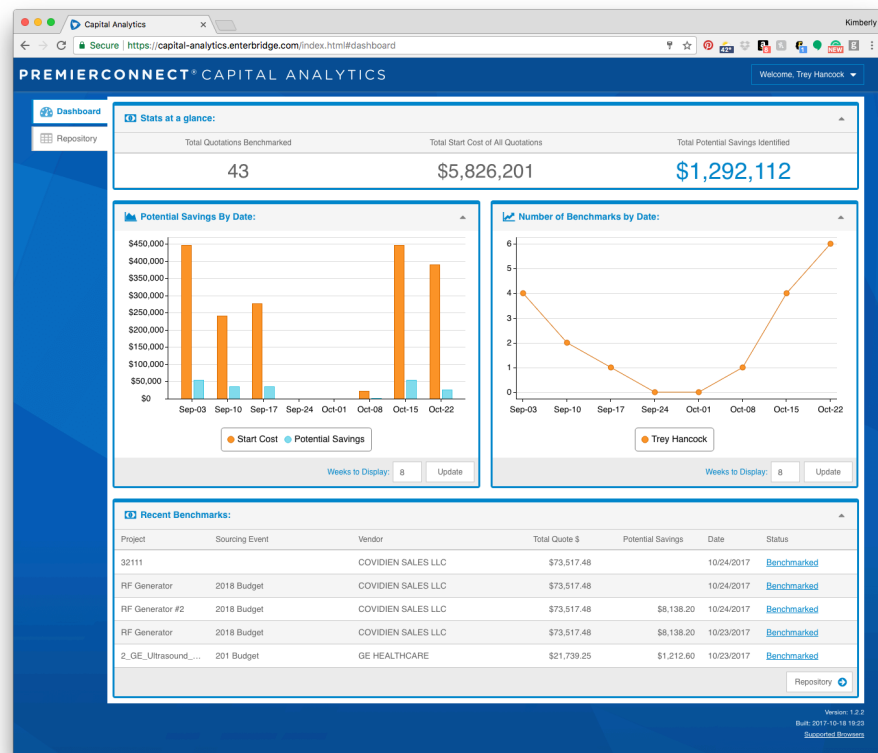 Capital Analytics
Kimberly
Secure | https://capital-analytics.enterbridge.com/index.html#dashboard
42°
6
1
NEW
PREMIERCONNECT® CAPITAL ANALYTICS
Welcome, Trey Hancock
Dashboard
Repository
Stats at a glance:
Total Quotations Benchmarked Total Start Cost of All Quotations Total Potential Savings Identified
43 $5,826,201 $1,292,112
Potential Savings By Date:
$450,000
$400,000
$350,000
$300,000
$250,000
$200,000
$150,000
$100,000
$50,000
$0
Sep-03 Sep-10 Sep-17 Sep-24 Oct-01 Oct-08 Oct-15 Oct-22
Start Cost Potential Savings
Weeks to Display: 8 Update
Number of Benchmarks by Date:
6
5
4
3
2
1
0
Sep-03 Sep-10 Sep-17 Sep-24 Oct-01 Oct-08 Oct-15 Oct-22
Trey Hancock
Weeks to Display: 8 Update
Recent Benchmarks:
Project Sourcing Event Vendor Total Quote $ Potential Savings Date Status
32111 COVIDIEN SALES LLC $73,517.48 10/24/2017 Benchmarked
RF Generator 2018 Budget COVIDIEN SALES LLC $73,517.48 10/24/2017 Benchmarked
RF Generator #2 2018 Budget COVIDIEN SALES LLC $73,517.48 $8,138.20 10/24/2017 Benchmarked
RF Generator 2018 Budget COVIDIEN SALES LLC $73,517.48 $8,138.20 10/23/2017 Benchmarked
2_GE_Ultrasound_... 201 Budget GE HEALTHCARE $21,739.25 $1,212.60 10/23/2017 Benchmarked
Repository
Version: 1.2.2
Built: 2017-10-18 19:23
Supported Browsers